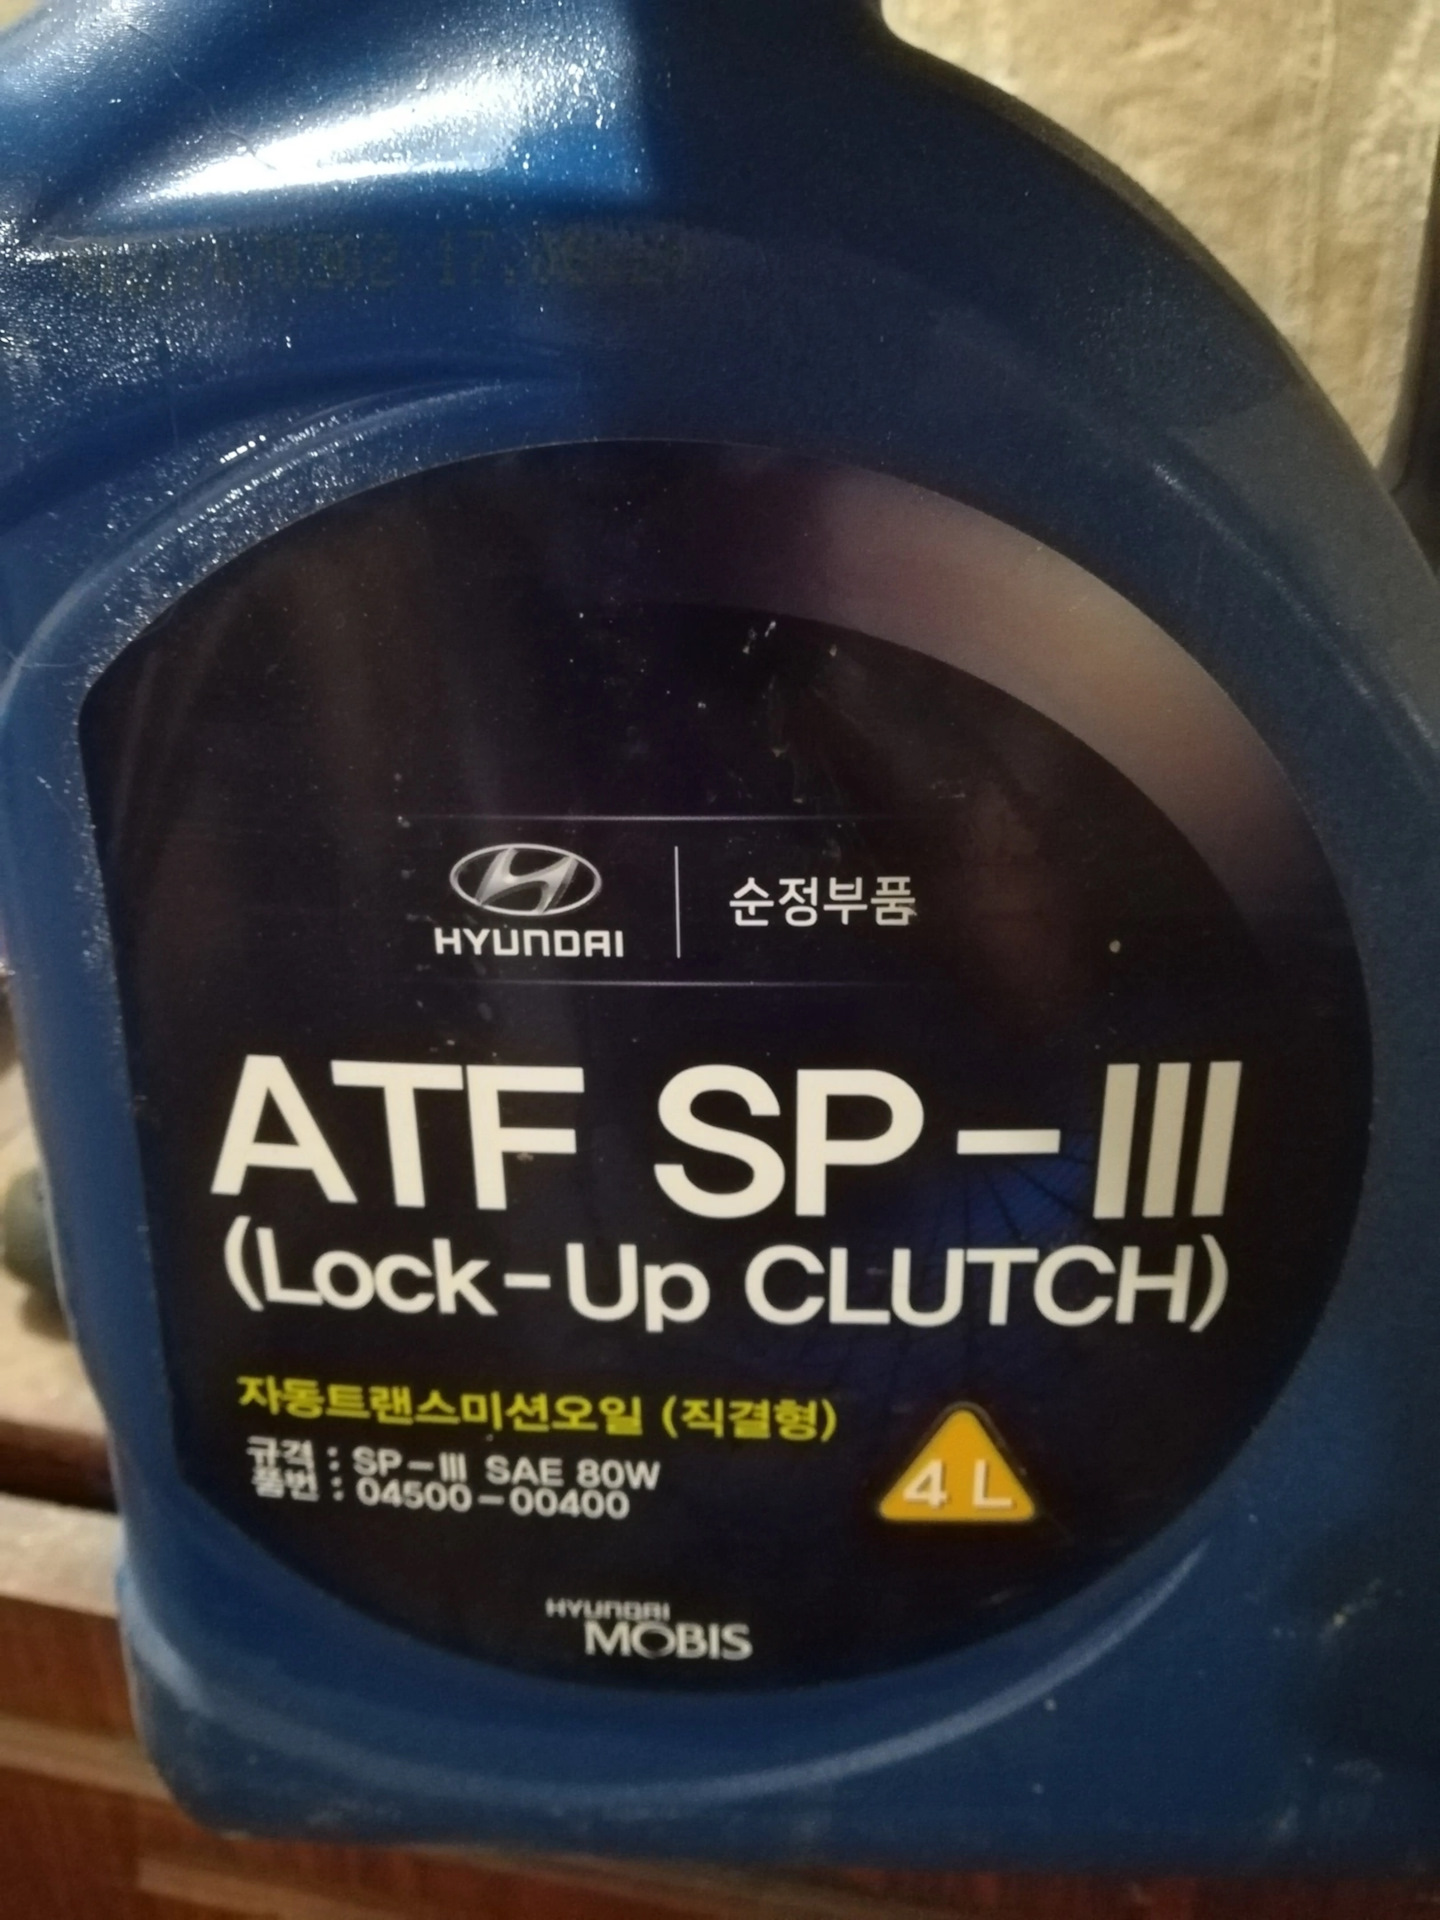 HYUNDAI
순정부품
ATF SP-III
(Lock-Up CLUTCH)
자동트랜스미션오일 (직결형)
규격 : SP-III SAE 80W
품번 : 04500-00400
4 L
HYUNDAI
MOBIS